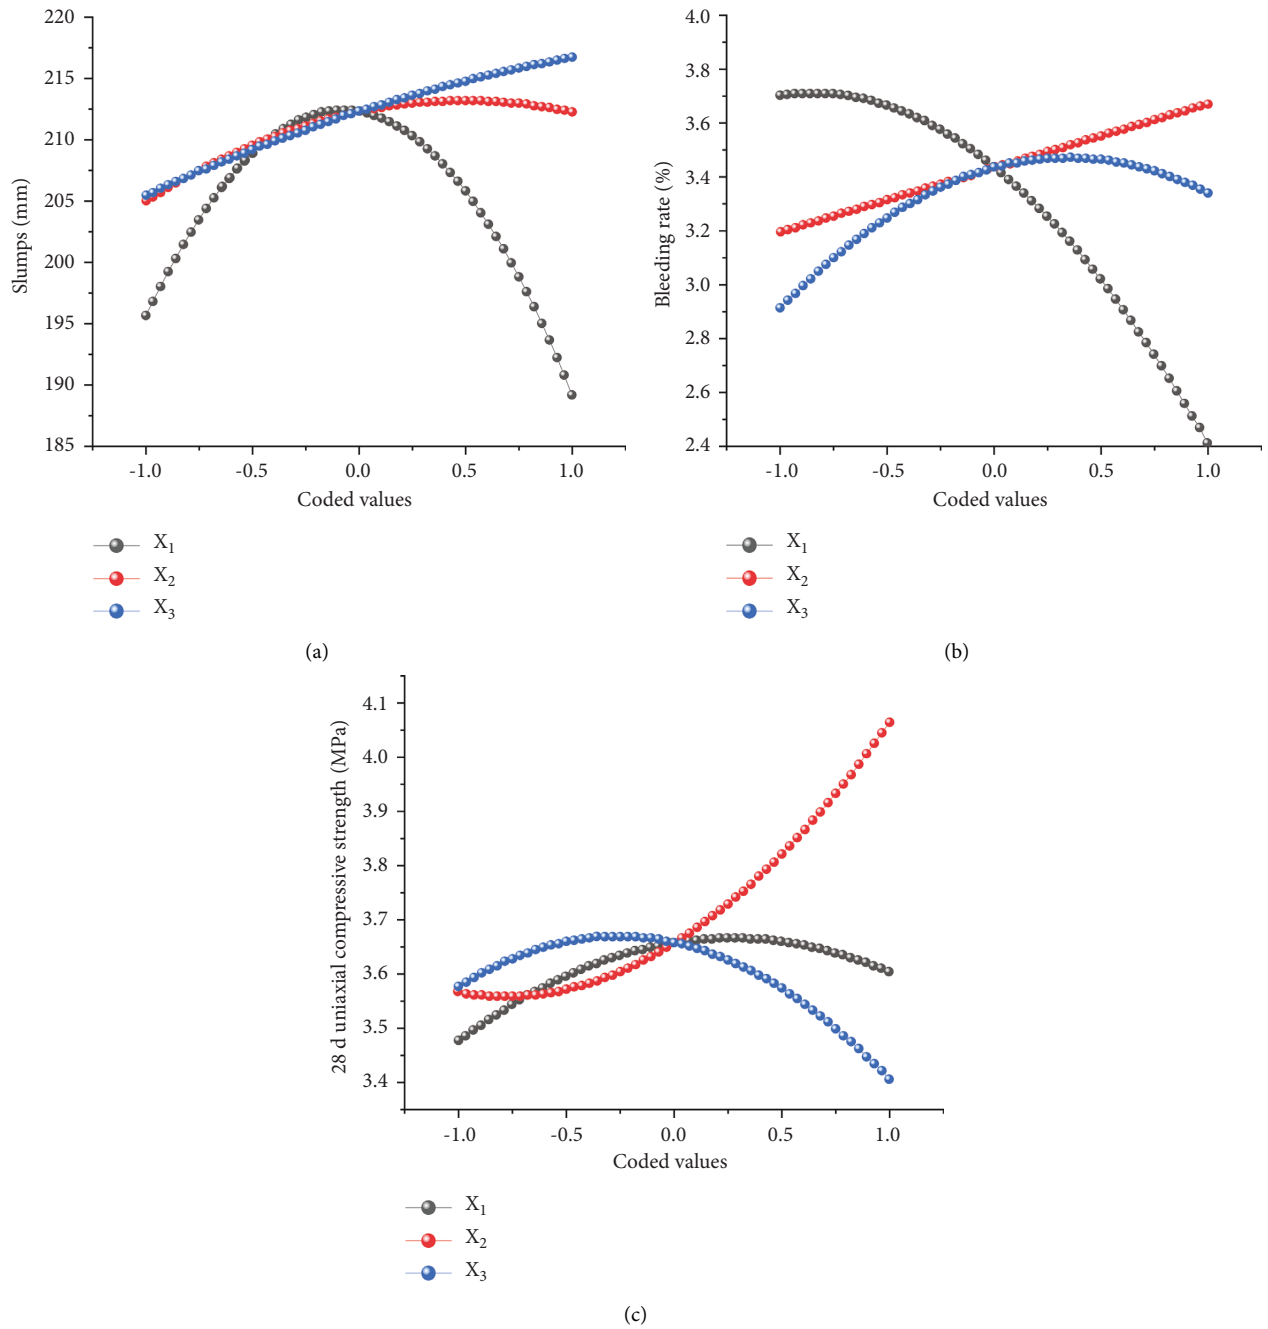 220
215
210
205
200
195
190
185
Slumps (mm)
-1.0 -0.5 0.0 0.5 1.0
Coded values
X1
X2
X3
(a)
4.0
3.8
3.6
3.4
3.2
3.0
2.8
2.6
2.4
Bleeding rate (%)
-1.0 -0.5 0.0 0.5 1.0
Coded values
X1
X2
X3
(b)
4.1
4.0
3.9
3.8
3.7
3.6
3.5
3.4
28 d uniaxial compressive strength (MPa)
-1.0 -0.5 0.0 0.5 1.0
Coded values
X1
X2
X3
(c)